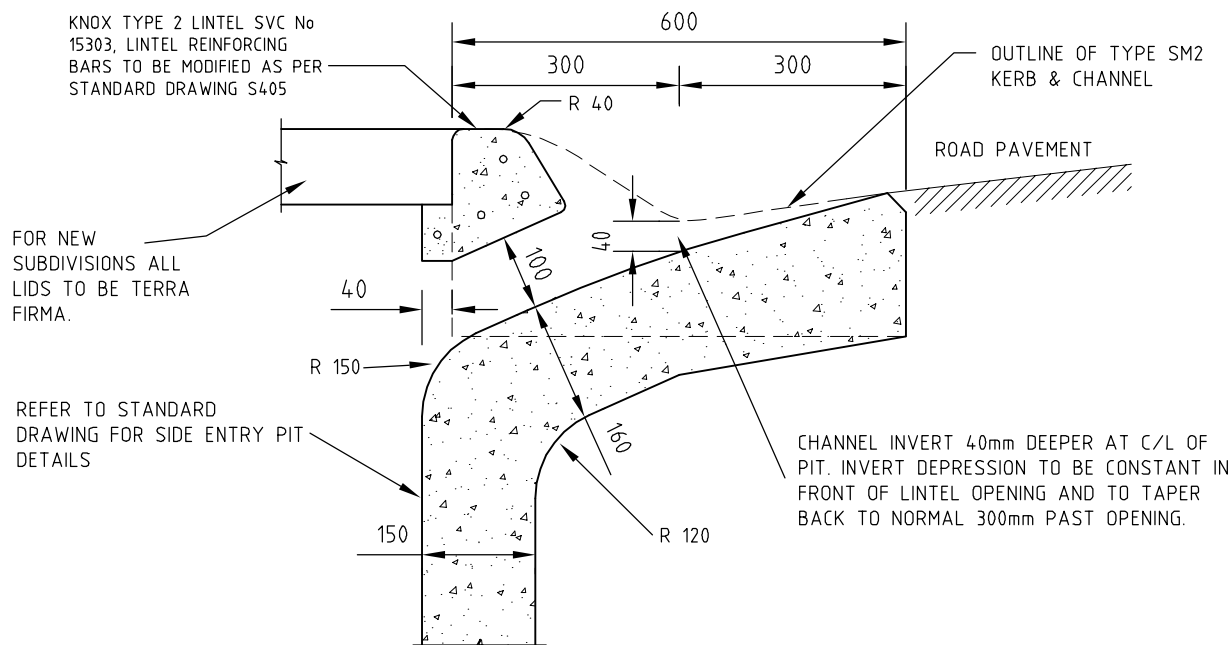 KNOX TYPE 2 LINTEL SVC No
15303, LINTEL REINFORCING
BARS TO BE MODIFIED AS PER
STANDARD DRAWING S405
600
300
300
R 40
OUTLINE OF TYPE SM2
KERB & CHANNEL
ROAD PAVEMENT
FOR NEW
SUBDIVISIONS ALL
LIDS TO BE TERRA
FIRMA.
40
100
40
R 150
REFER TO STANDARD
DRAWING FOR SIDE ENTRY PIT
DETAILS
160
CHANNEL INVERT 40mm DEEPER AT C/L OF
PIT. INVERT DEPRESSION TO BE CONSTANT IN
FRONT OF LINTEL OPENING AND TO TAPER
BACK TO NORMAL 300mm PAST OPENING.
150
R 120